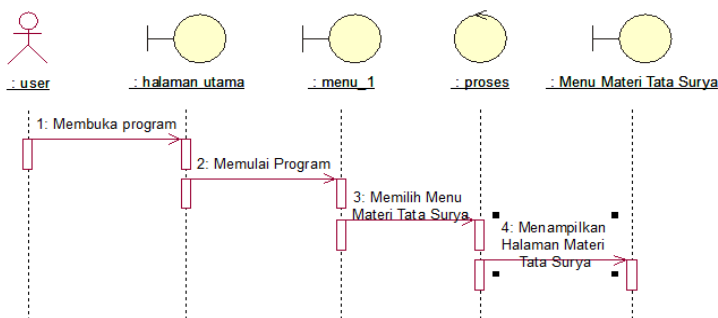 : user
: halaman utama
: menu_1
: proses
: Menu Materi Tata Surya
1: Membuka program
2: Memulai Program
3: Memilih Menu
Materi Tata Surya
4: Menampilkan
Halaman Materi
Tata Surya